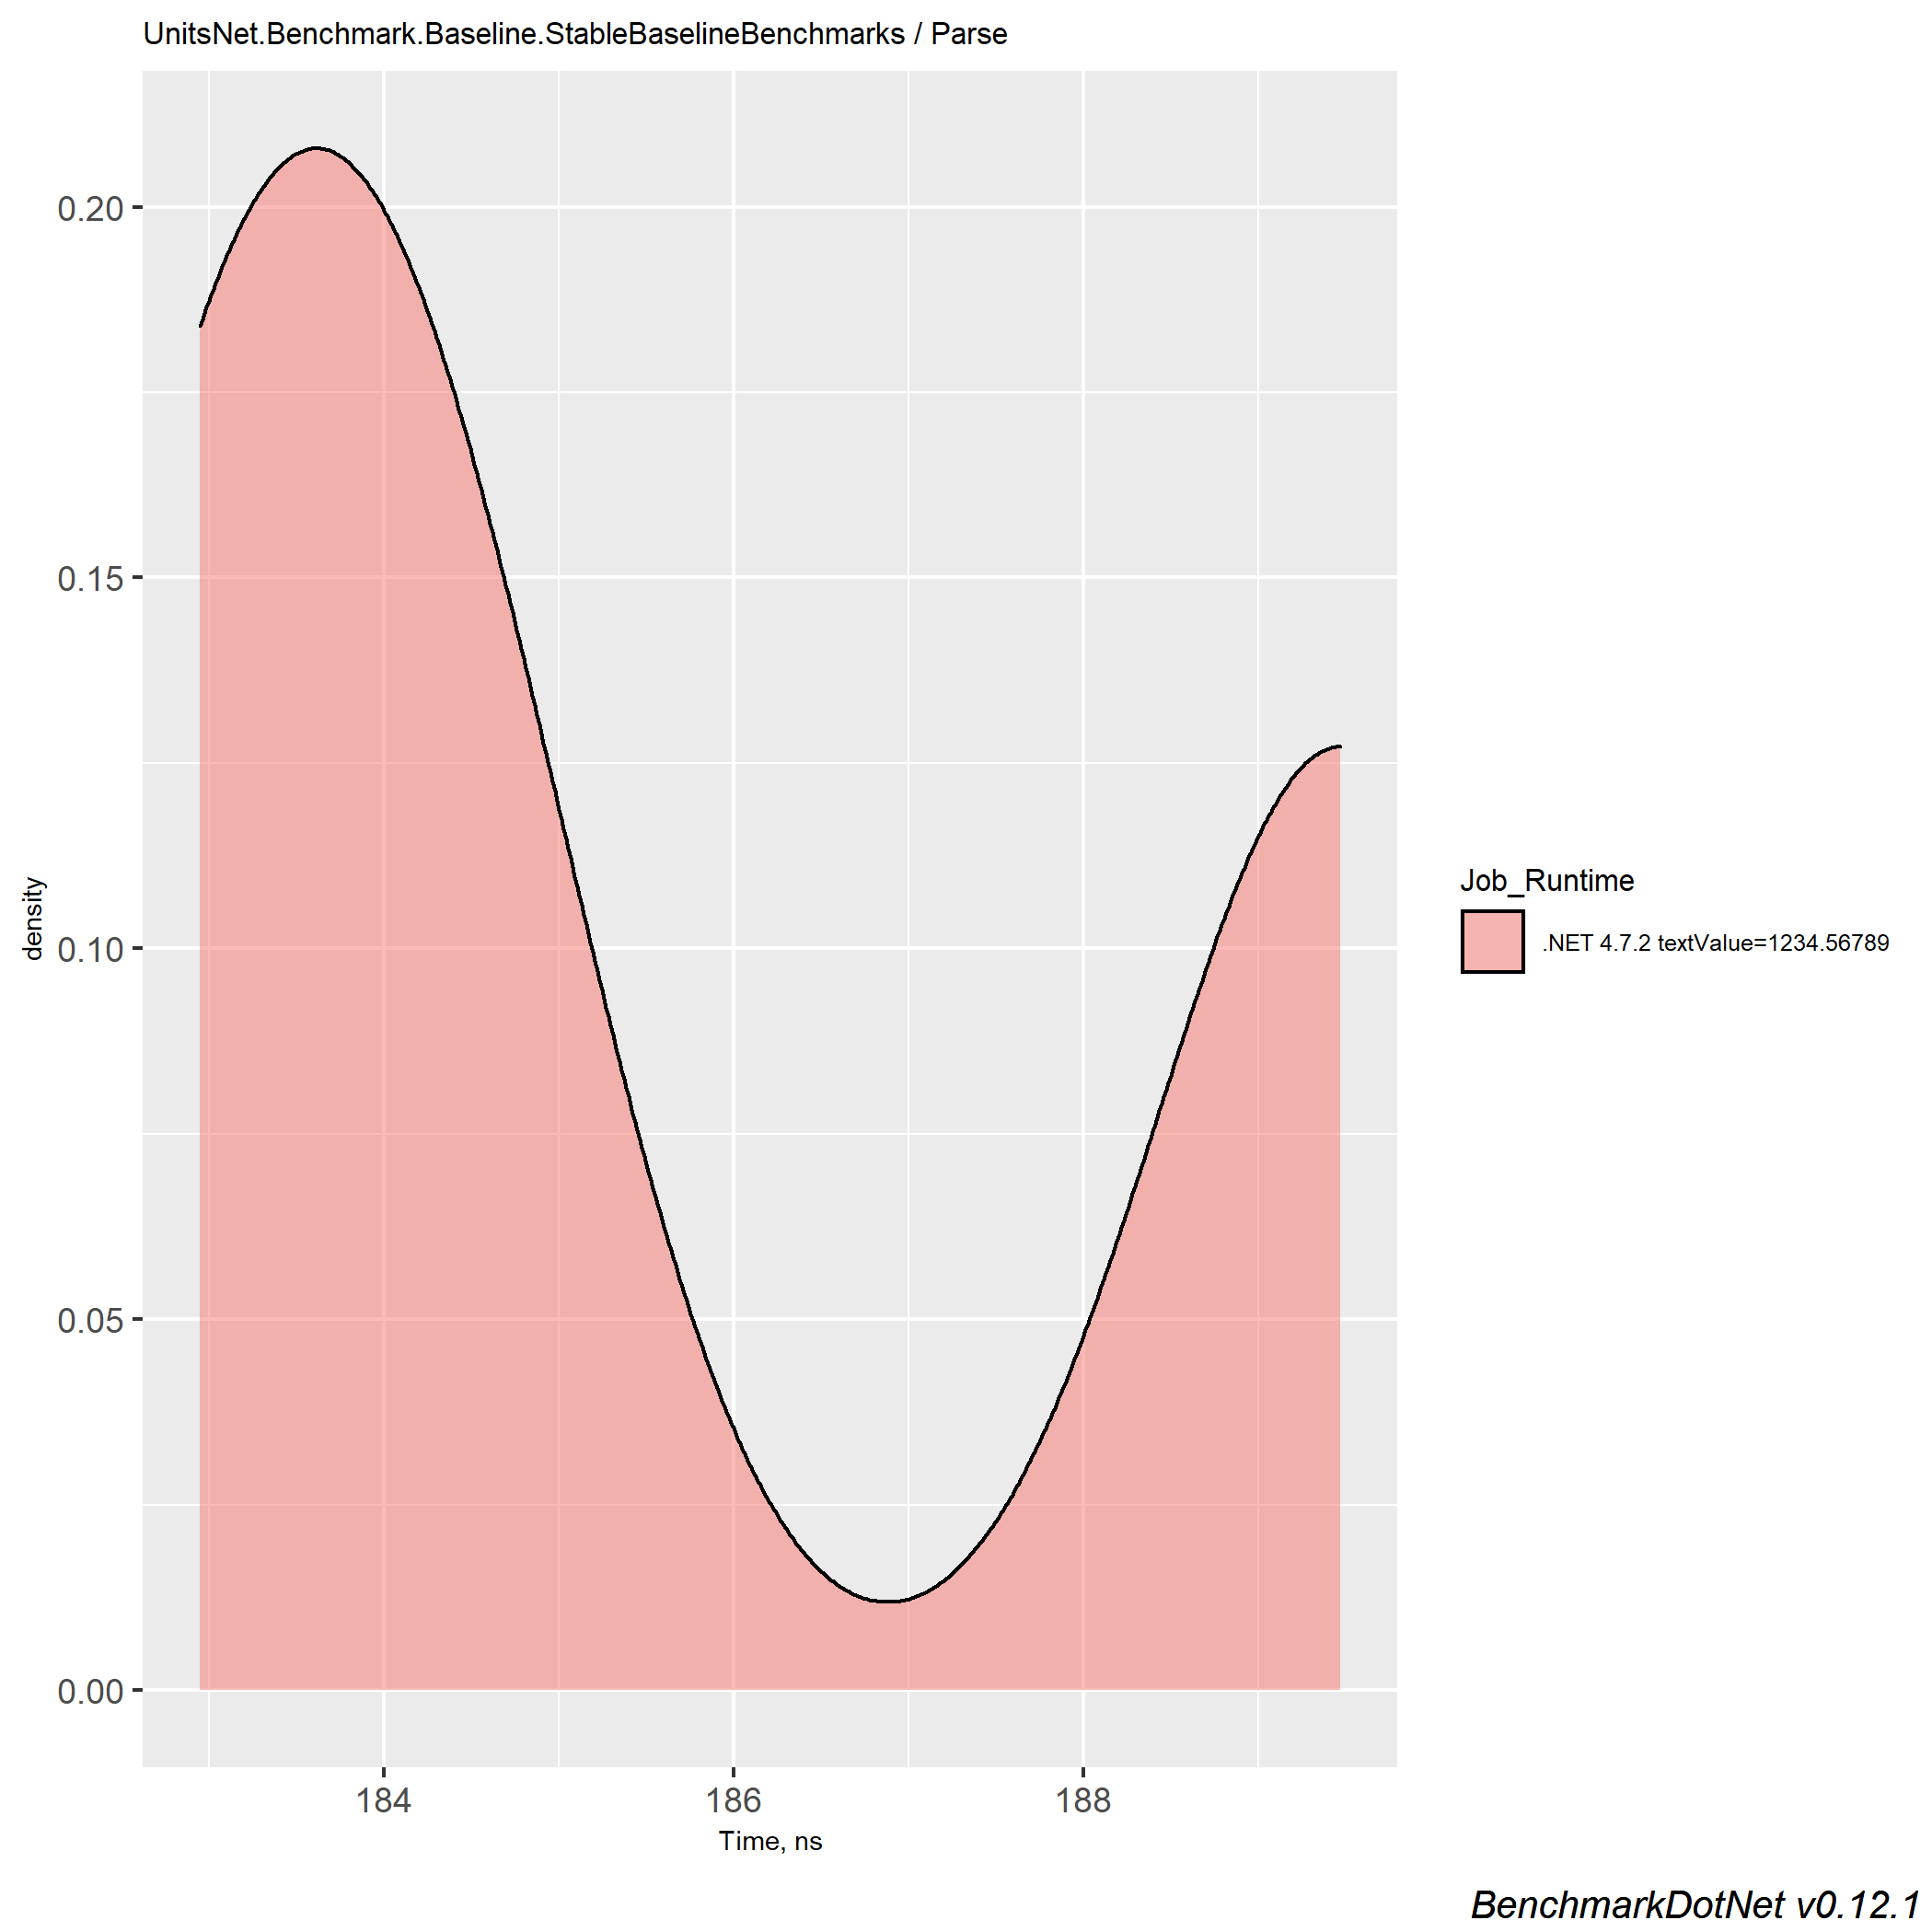 UnitsNet.Benchmark.Baseline.StableBaselineBenchmarks / Parse
0.20
0.15
0.10
0.05
0.00
density
184 186 188
Time, ns
Job_Runtime
.NET 4.7.2 textValue=1234.56789
BenchmarkDotNet v0.12.1